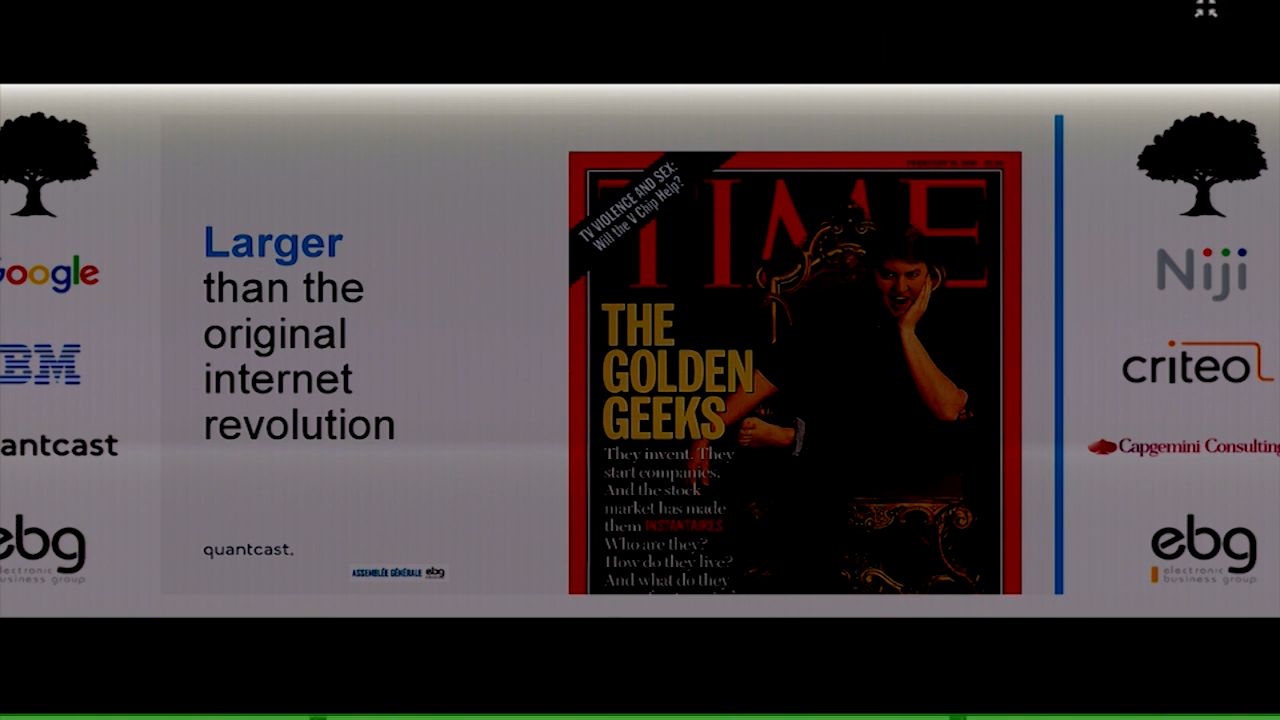 Google
IBM
antcast
ebg
electronic
business group
Larger
than the
original
internet
revolution
quantcast.
ASSEMBLÉE GÉNÉRALE ebg
TV VIOLENCE AND SEX:
Will the V Chip Help?
TIME
THE
GOLDEN
GEEKS
They invent. They
start companies.
And the stock
market has made
them INSTANTAIRES.
Who are they?
How do they live?
And what do they
Niji
criteo
Capgemini Consulting
ebg
electronic
business group